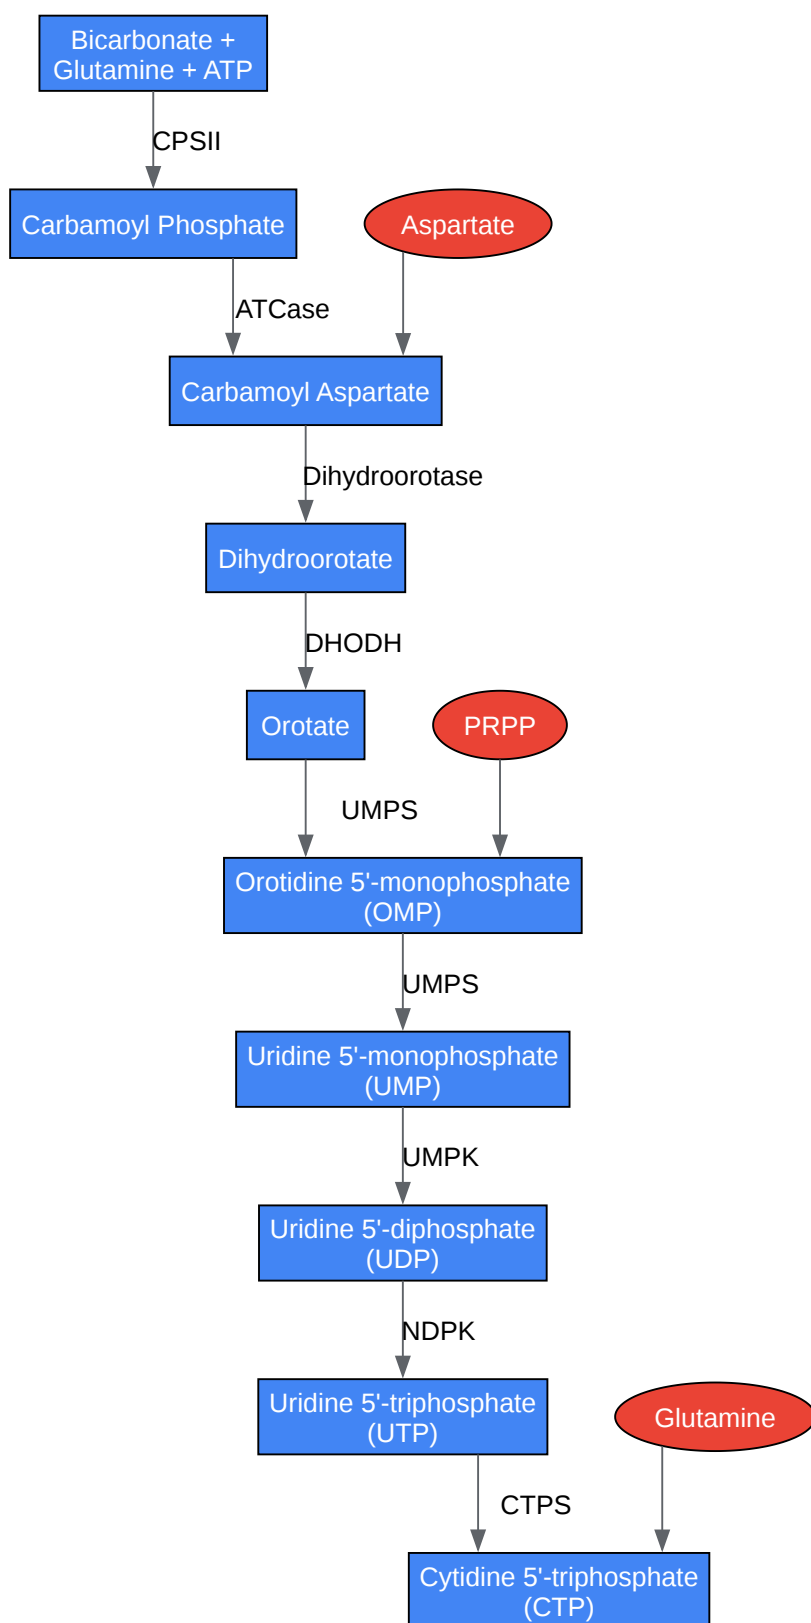 Bicarbonate +
Glutamine + ATP
CPSII
Carbamoyl Phosphate
Aspartate
ATCase
Carbamoyl Aspartate
Dihydroorotase
Dihydroorotate
DHODH
Orotate
PRPP
UMPS
Orotidine 5'-monophosphate
(OMP)
UMPS
Uridine 5'-monophosphate
(UMP)
UMPK
Uridine 5'-diphosphate
(UDP)
NDPK
Uridine 5'-triphosphate
(UTP)
Glutamine
CTPS
Cytidine 5'-triphosphate
(CTP)